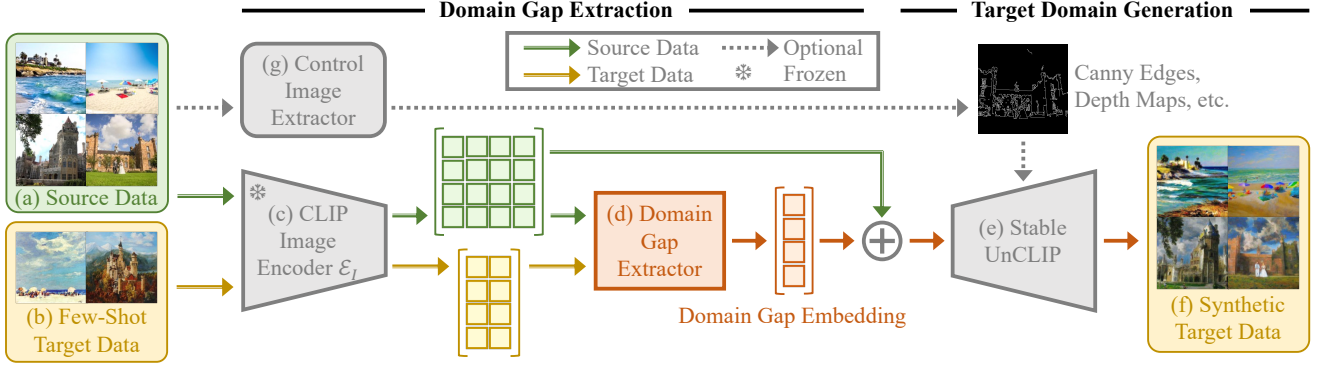 Domain Gap Extraction
Target Domain Generation
Source Data
Optional
Target Data
Frozen
(g) Control
Image
Extractor
Canny Edges,
Depth Maps, etc.
(a) Source Data
(c) CLIP
Image
Encoder ℰ_I
(d) Domain
Gap
Extractor
(e) Stable
UnCLIP
(b) Few-Shot
Target Data
Domain Gap Embedding
(f) Synthetic
Target Data